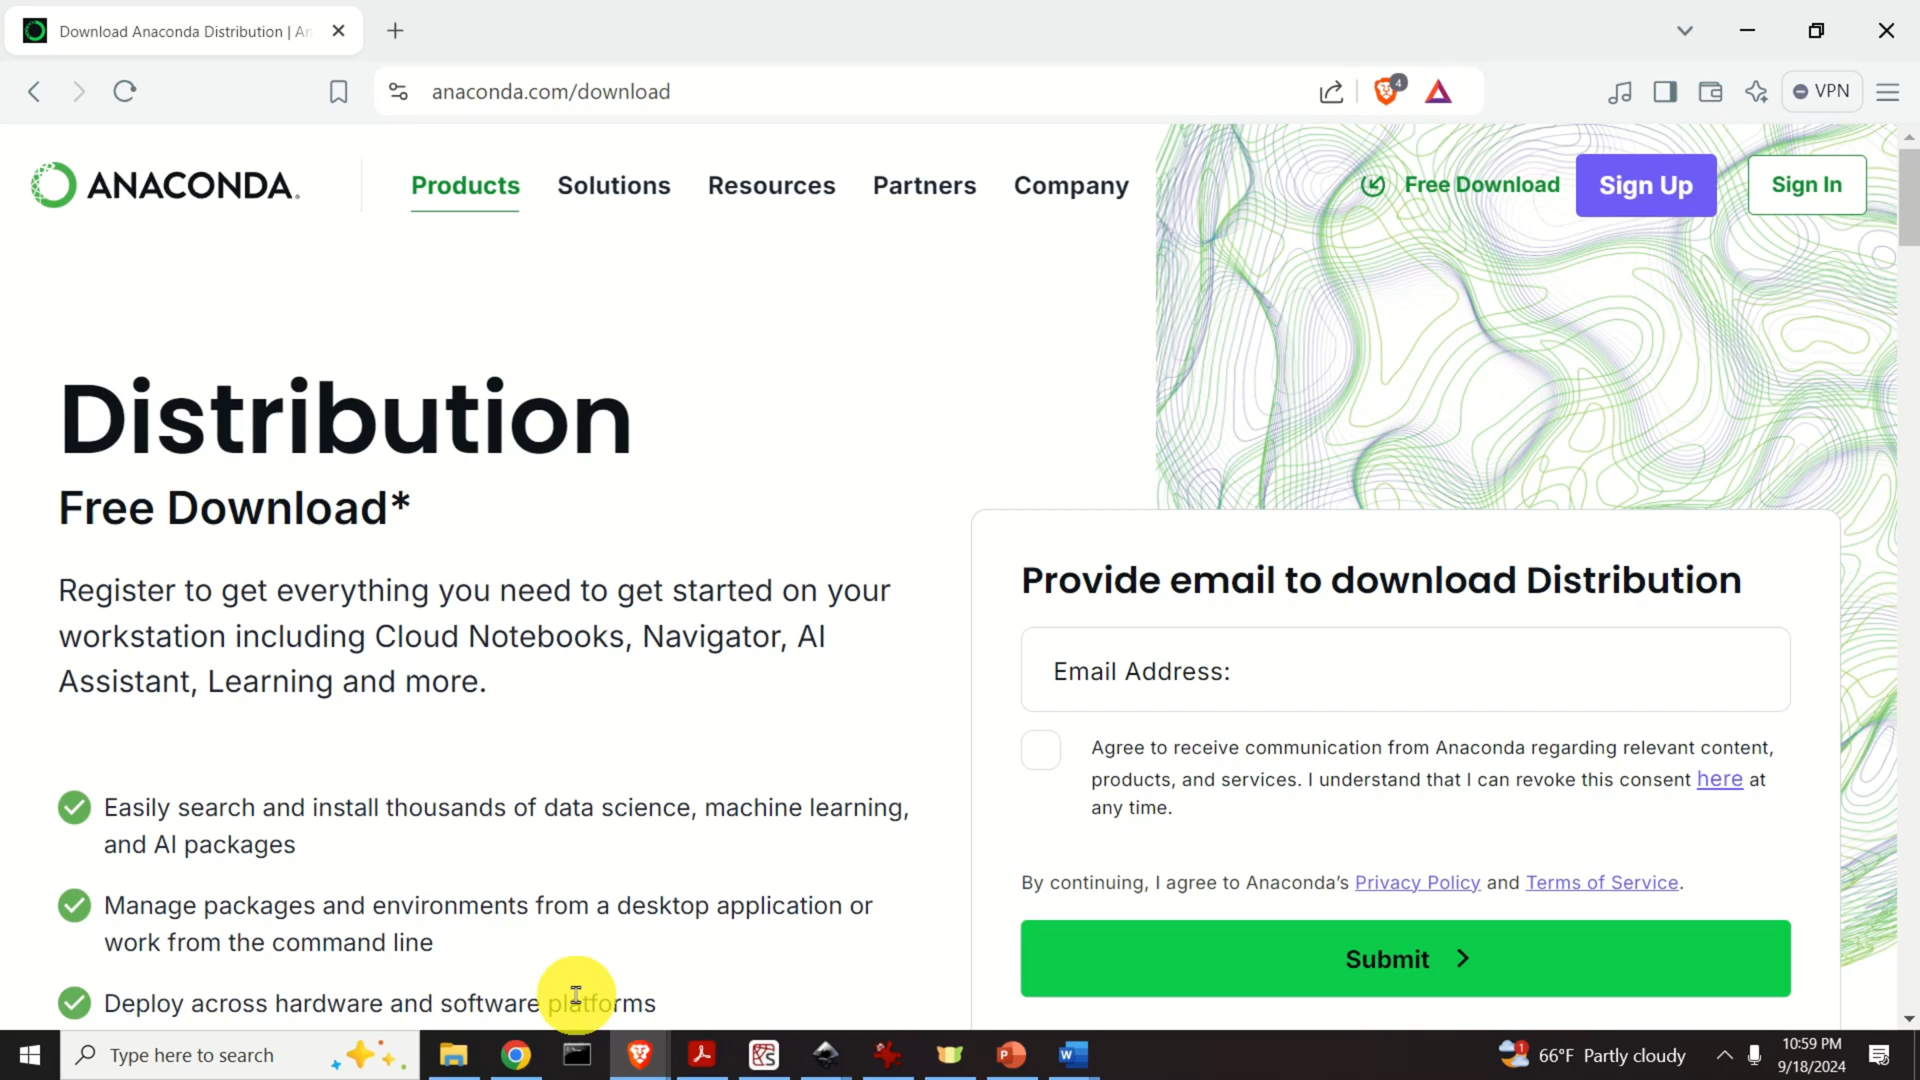 Download Anaconda Distribution | An
anaconda.com/download
4
VPN
ANACONDA.
Products
Solutions
Resources
Partners
Company
Free Download
Sign Up
Sign In
Distribution
Free Download*
Register to get everything you need to get started on your
workstation including Cloud Notebooks, Navigator, AI
Assistant, Learning and more.
Easily search and install thousands of data science, machine learning,
and AI packages
Manage packages and environments from a desktop application or
work from the command line
Deploy across hardware and software platforms
Provide email to download Distribution
Email Address:
Agree to receive communication from Anaconda regarding relevant content,
products, and services. I understand that I can revoke this consent here at
any time.
By continuing, I agree to Anaconda’s Privacy Policy and Terms of Service.
Submit
Type here to search
1
66°F Partly cloudy
10:59 PM
9/18/2024